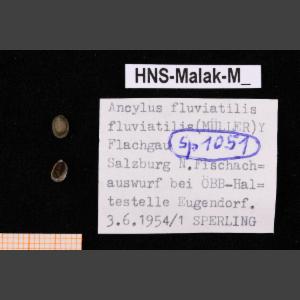 HNS-Malak-M_
Ancylus fluviatilis
fluviatilis(MÜLLER)Y
Flachgau Sp 1051
Salzburg N.Fischach=
auswurf bei ÖBB-Hal=
testelle Eugendorf.
3.6.1954/1 SPERLING